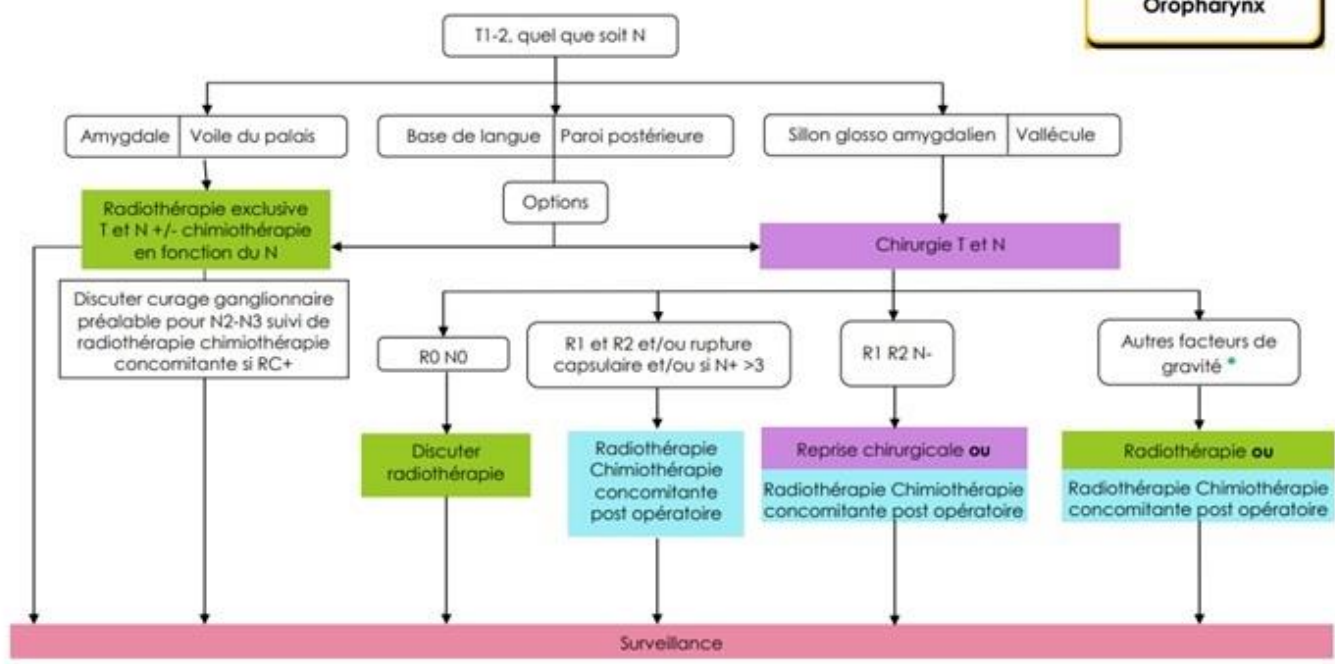 Oropharynx
T1-2, quel que soit N
Amygdale
Voile du palais
Base de langue
Paroi postérieure
Sillon glosso amygdalien
Vallécule
Radiothérapie exclusive
T et N +/- chimiothérapie
en fonction du N
Options
Chirurgie T et N
Discuter curage ganglionnaire
préalable pour N2-N3 suivi de
radiothérapie chimiothérapie
concomitante si RC+
R0 N0
R1 et R2 et/ou rupture
capsulaire et/ou si N+ >3
R1 R2 N-
Autres facteurs de
gravité *
Discuter
radiothérapie
Radiothérapie
Chimiothérapie
concomitante
post opératoire
Reprise chirurgicale ou
Radiothérapie Chimiothérapie
concomitante post opératoire
Radiothérapie ou
Radiothérapie Chimiothérapie
concomitante post opératoire
Surveillance